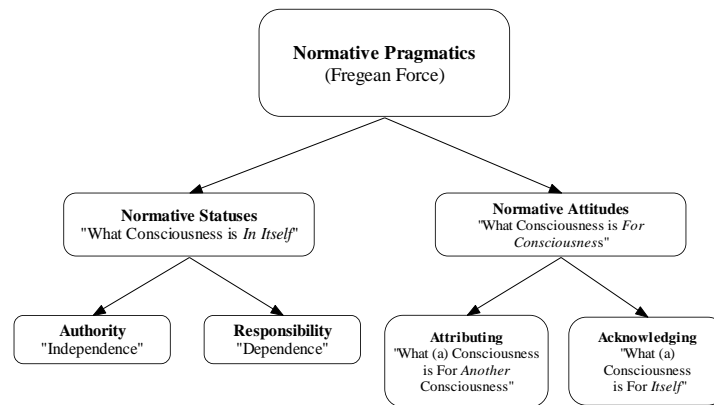 Normative Pragmatics
(Fregean Force)
Normative Statuses
"What Consciousness is In Itself"
Normative Attitudes
"What Consciousness is For
Consciousness"
Authority
"Independence"
Responsibility
"Dependence"
Attributing
"What (a) Consciousness
is For Another
Consciousness"
Acknowledging
"What (a)
Consciousness
is For Itself"